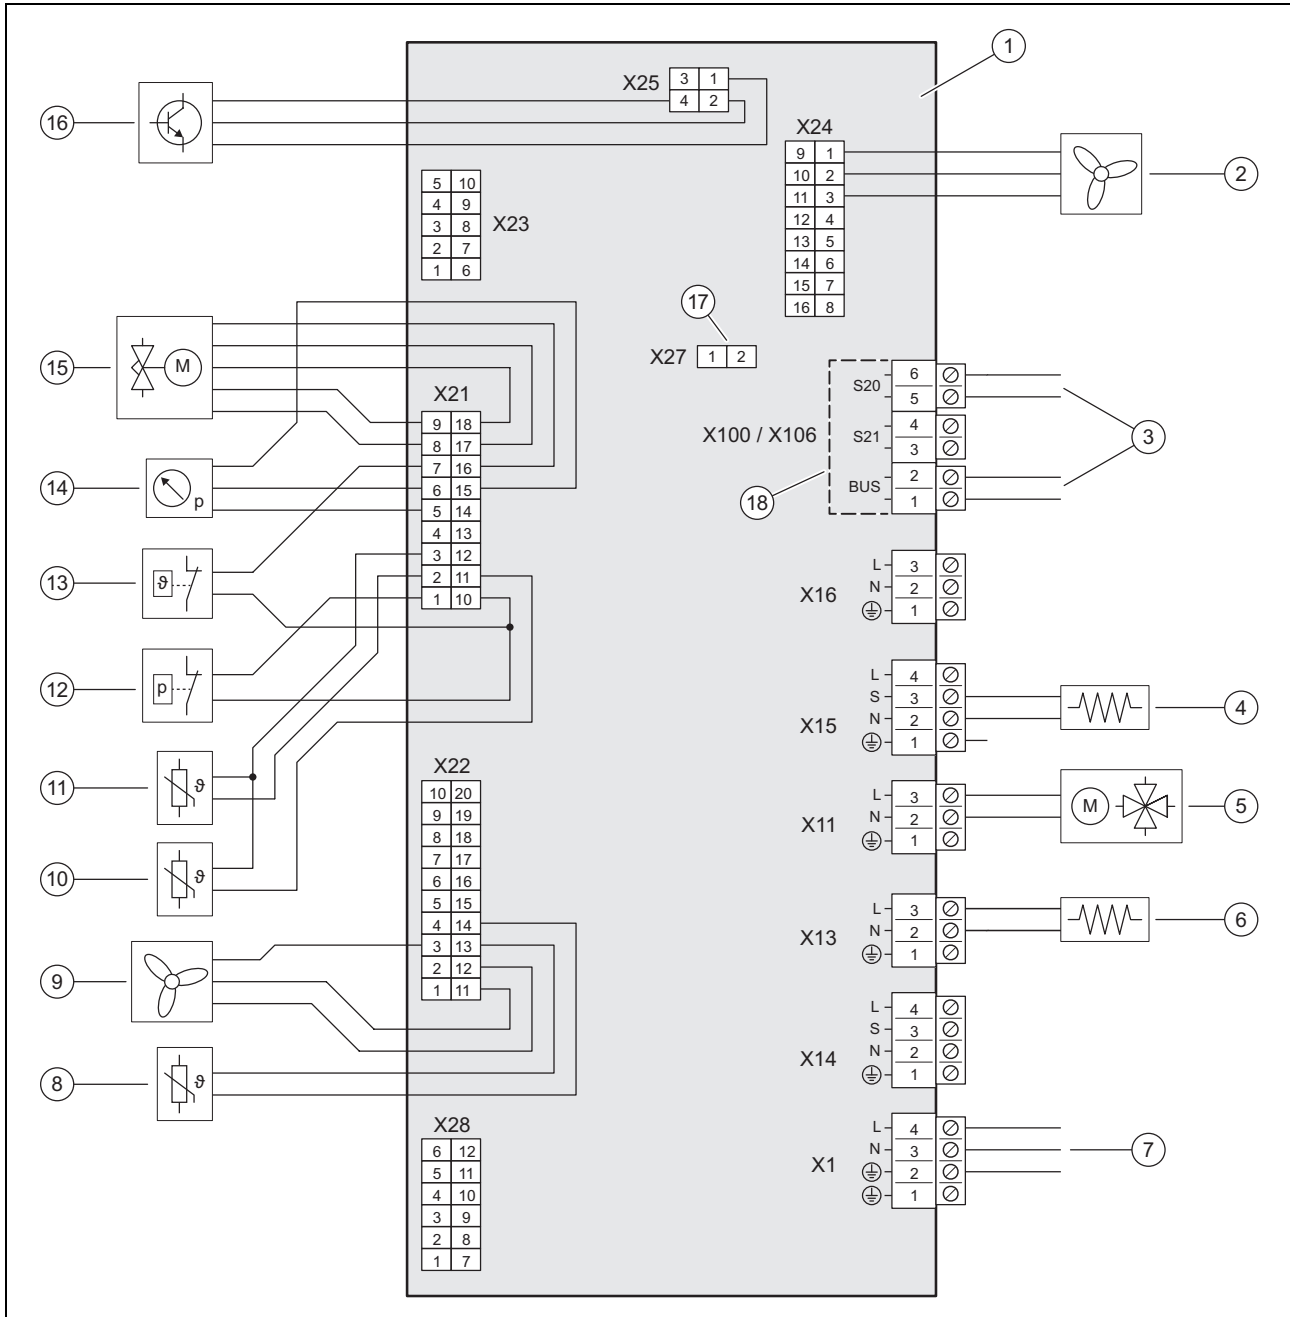 1
X25
3 1
4 2
16
X24
9 1
10 2
11 3
12 4
13 5
14 6
15 7
16 8
2
5 10
4 9
3 8
2 7
1 6
X23
17
X27
1 2
15
M
X21
9 18
8 17
7 16
6 15
5 14
4 13
3 12
2 11
1 10
X100 / X106
S20
6
5
S21
4
3
BUS
2
1
3
18
14
p
13
ϑ
12
p
11
ϑ
10
ϑ
X16
L 3
N 2
1
X15
L 4
S 3
N 2
1
4
X11
L 3
N 2
1
M
5
X13
L 3
N 2
1
6
X22
10 20
9 19
8 18
7 17
6 16
5 15
4 14
3 13
2 12
1 11
9
8
ϑ
X14
L 4
S 3
N 2
1
X28
6 12
5 11
4 10
3 9
2 8
1 7
X1
L 4
N 3
2
1
7